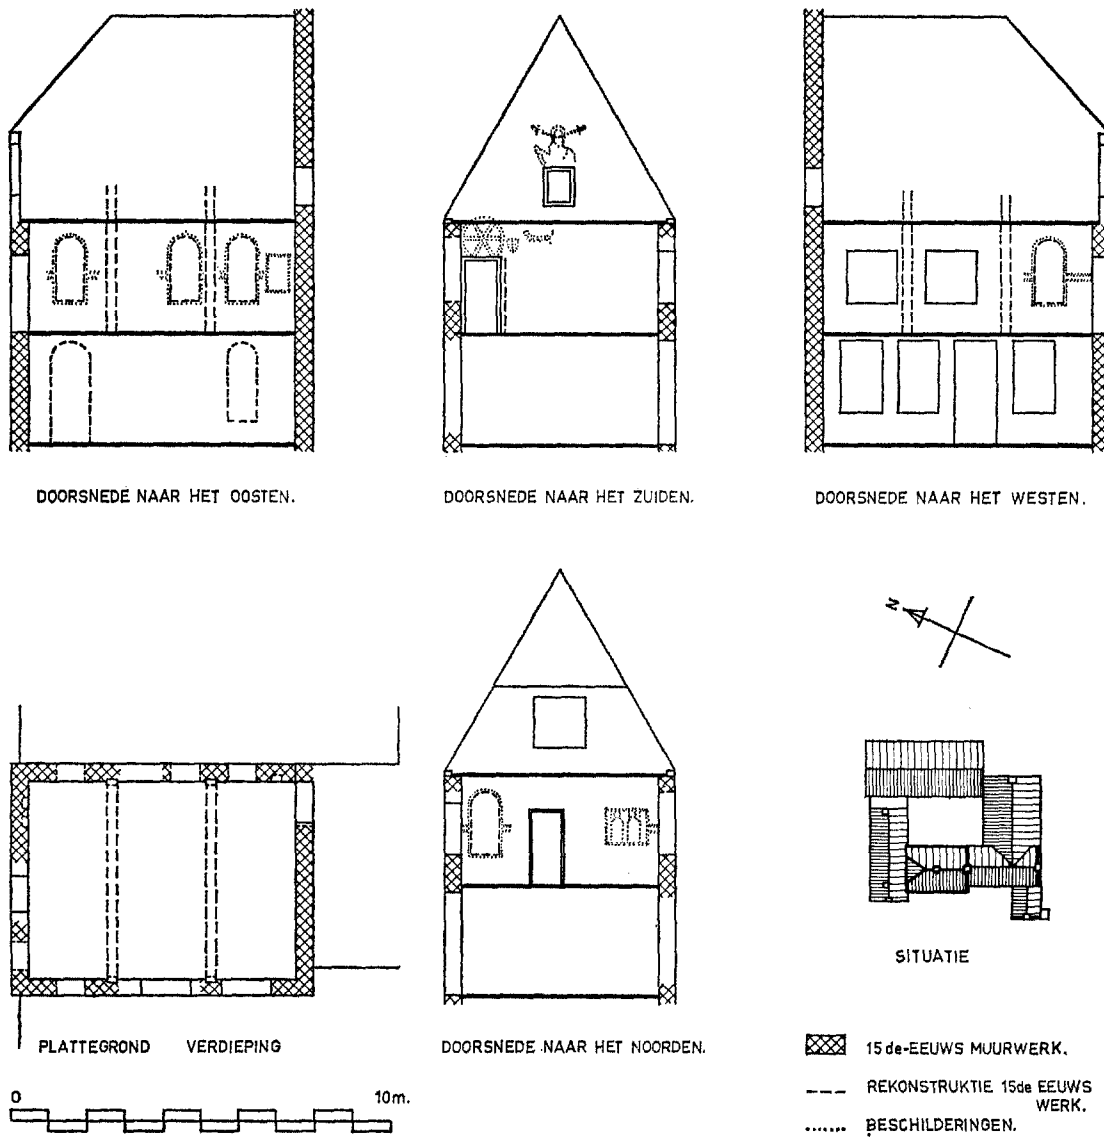 DOORSNEDE NAAR HET OOSTEN.
DOORSNEDE NAAR HET ZUIDEN.
DOORSNEDE NAAR HET WESTEN.
N
SITUATIE
PLATTEGROND VERDIEPING
DOORSNEDE NAAR HET NOORDEN.
0 10m.
15de-EEUWS MUURWERK.
REKONSTRUKTIE 15de EEUWS
WERK.
BESCHILDERINGEN.